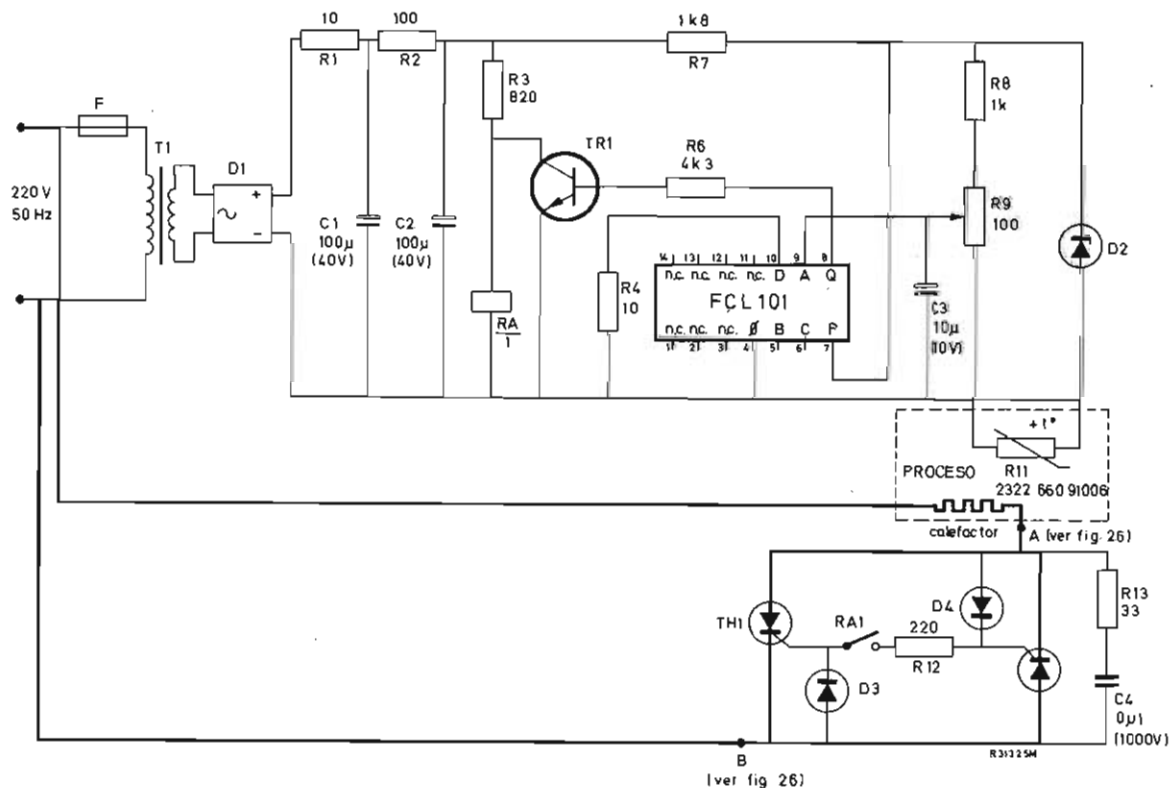 10
R1
100
R2
1k8
R7
R3
820
R8
1k
F
T1
D1
+
-
220 V
50 Hz
TR1
R6
4k3
R9
100
D2
C1
100µ
(40V)
C2
100µ
(40V)
RA
1
R4
10
14 13 12 11 10 9 8
n.c. n.c. n.c. n.c. D A Q
FCL101
n.c. n.c. n.c. Ø B C P
1 2 3 4 5 6 7
C3
10µ
(10V)
+t°
PROCESO
R11
2322 660 91006
calefactor
A (ver fig. 26)
TH1
RA1
220
R12
D4
D3
R13
33
C4
0µ1
(1000V)
R31325M
B
(ver fig 26)